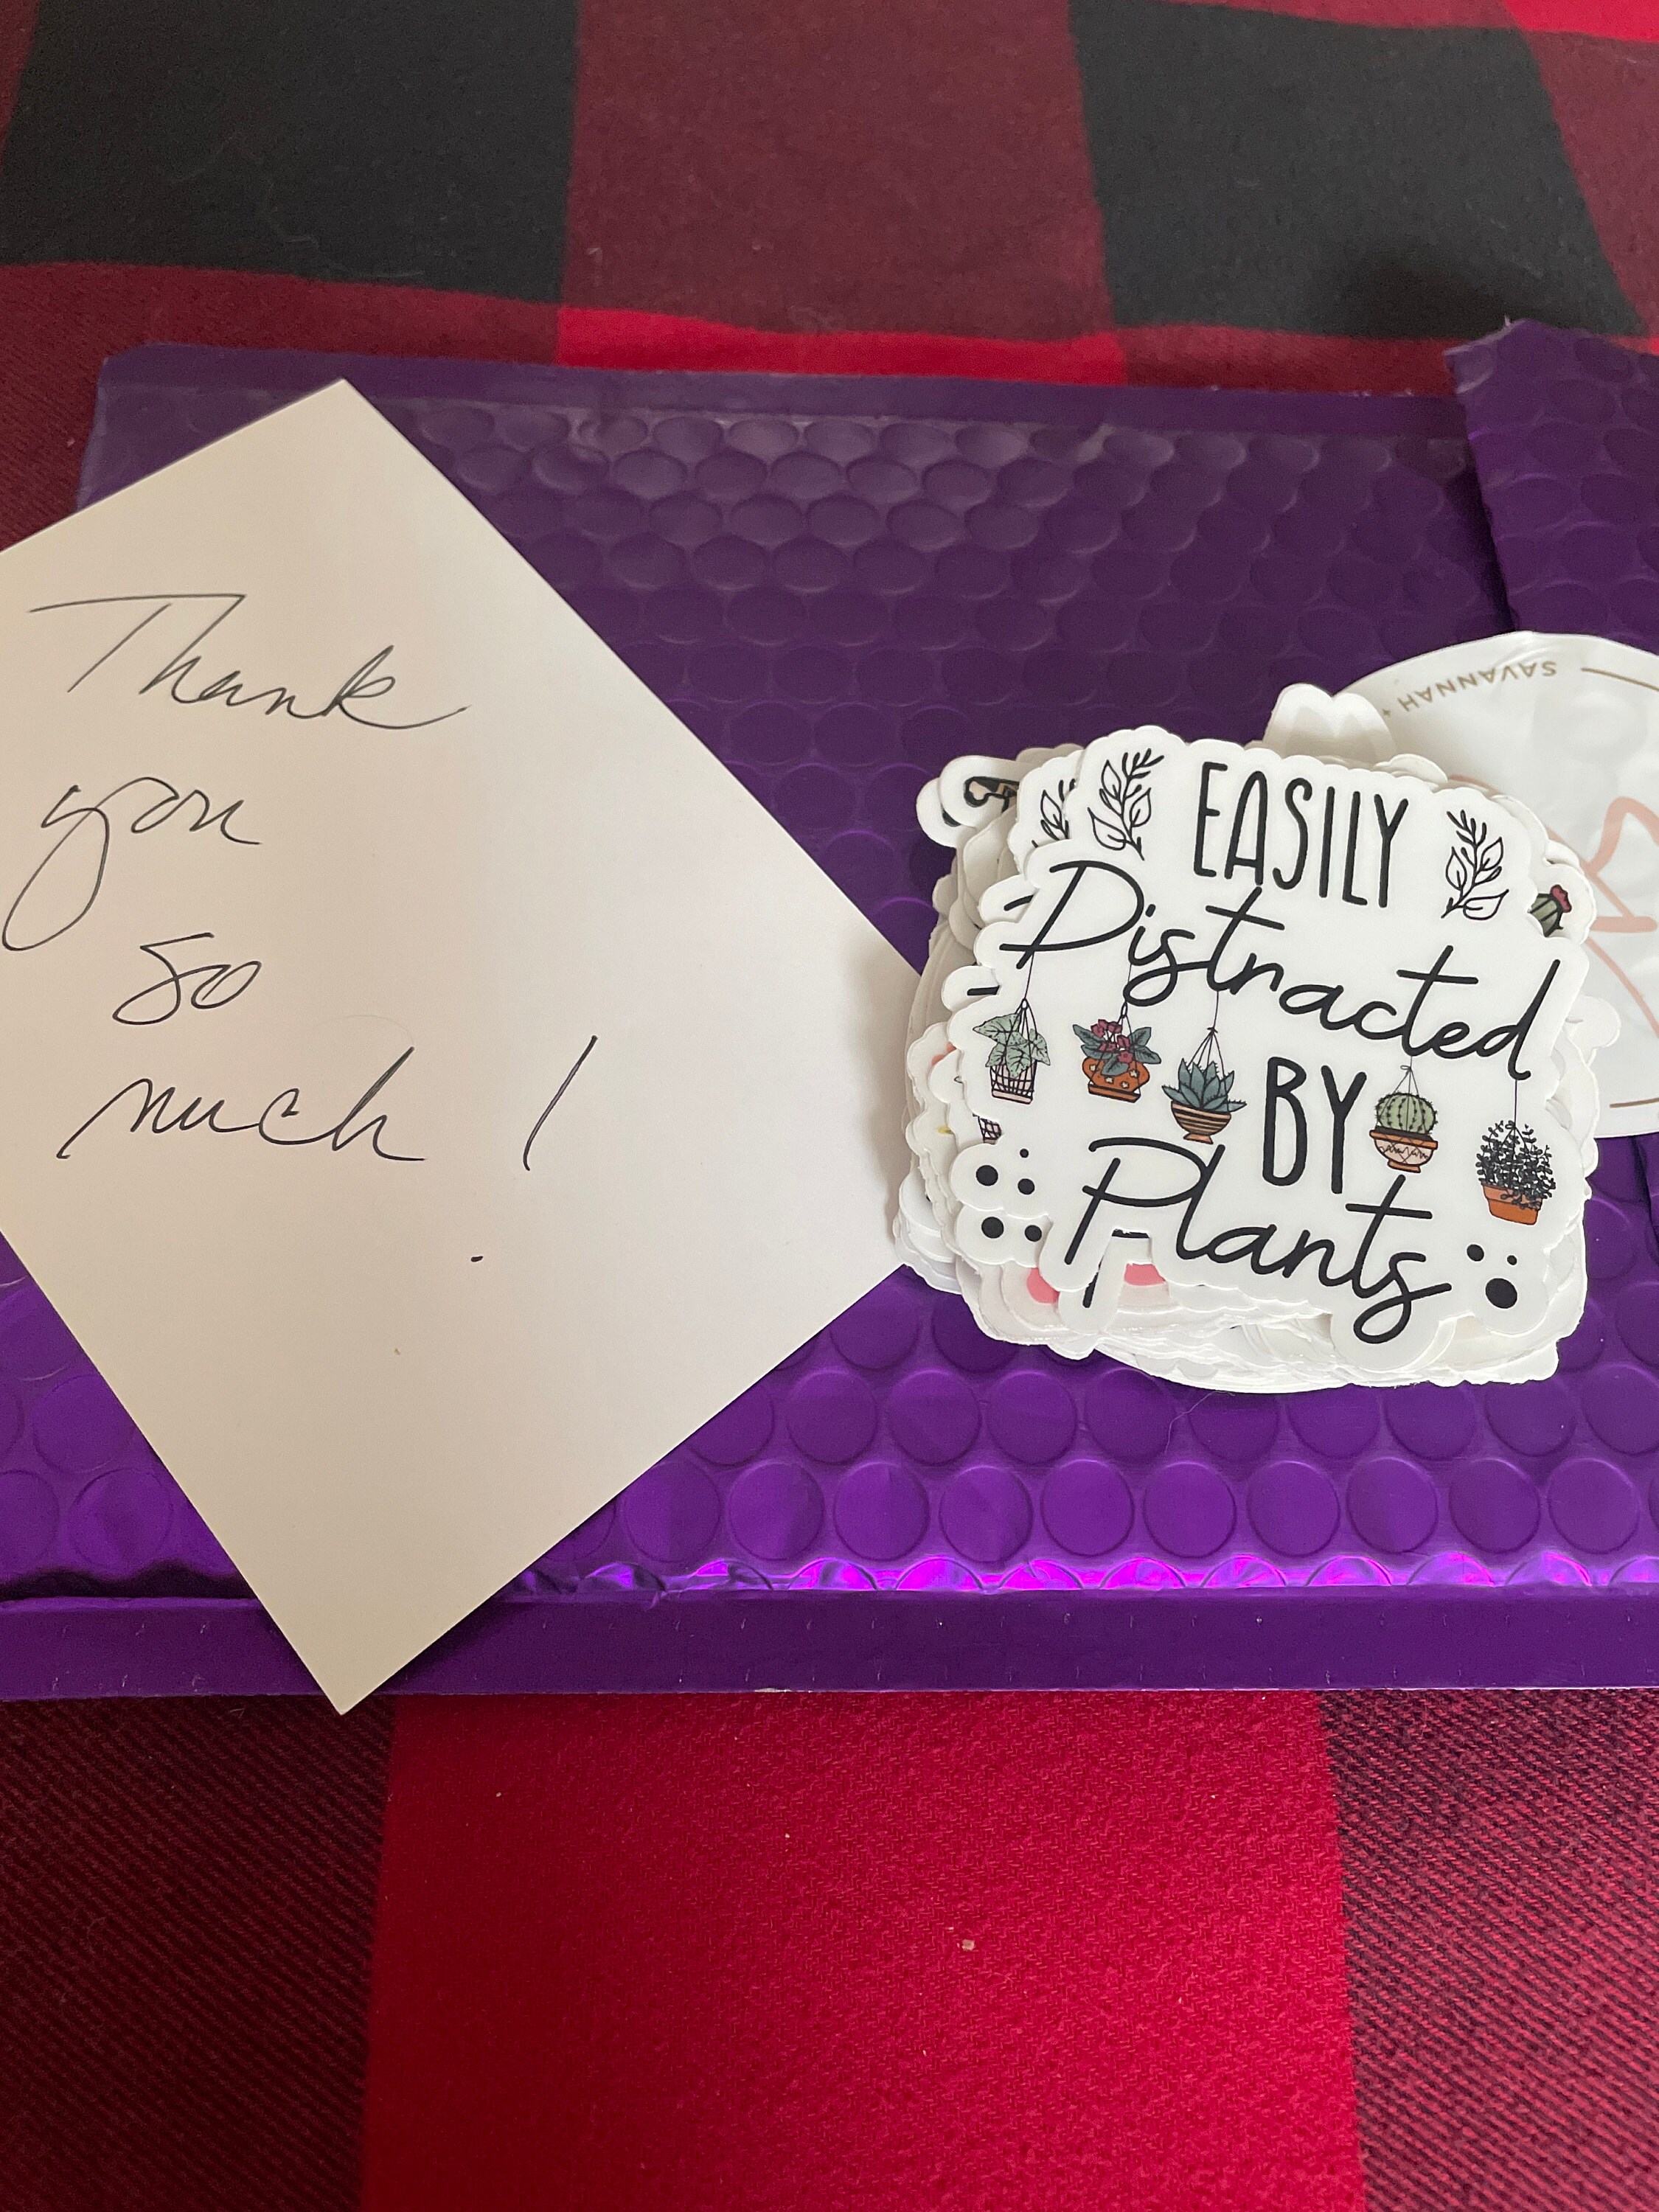 Thank
you
so
much!
EASILY
Distracted
BY
Plants
SAVANNAH +